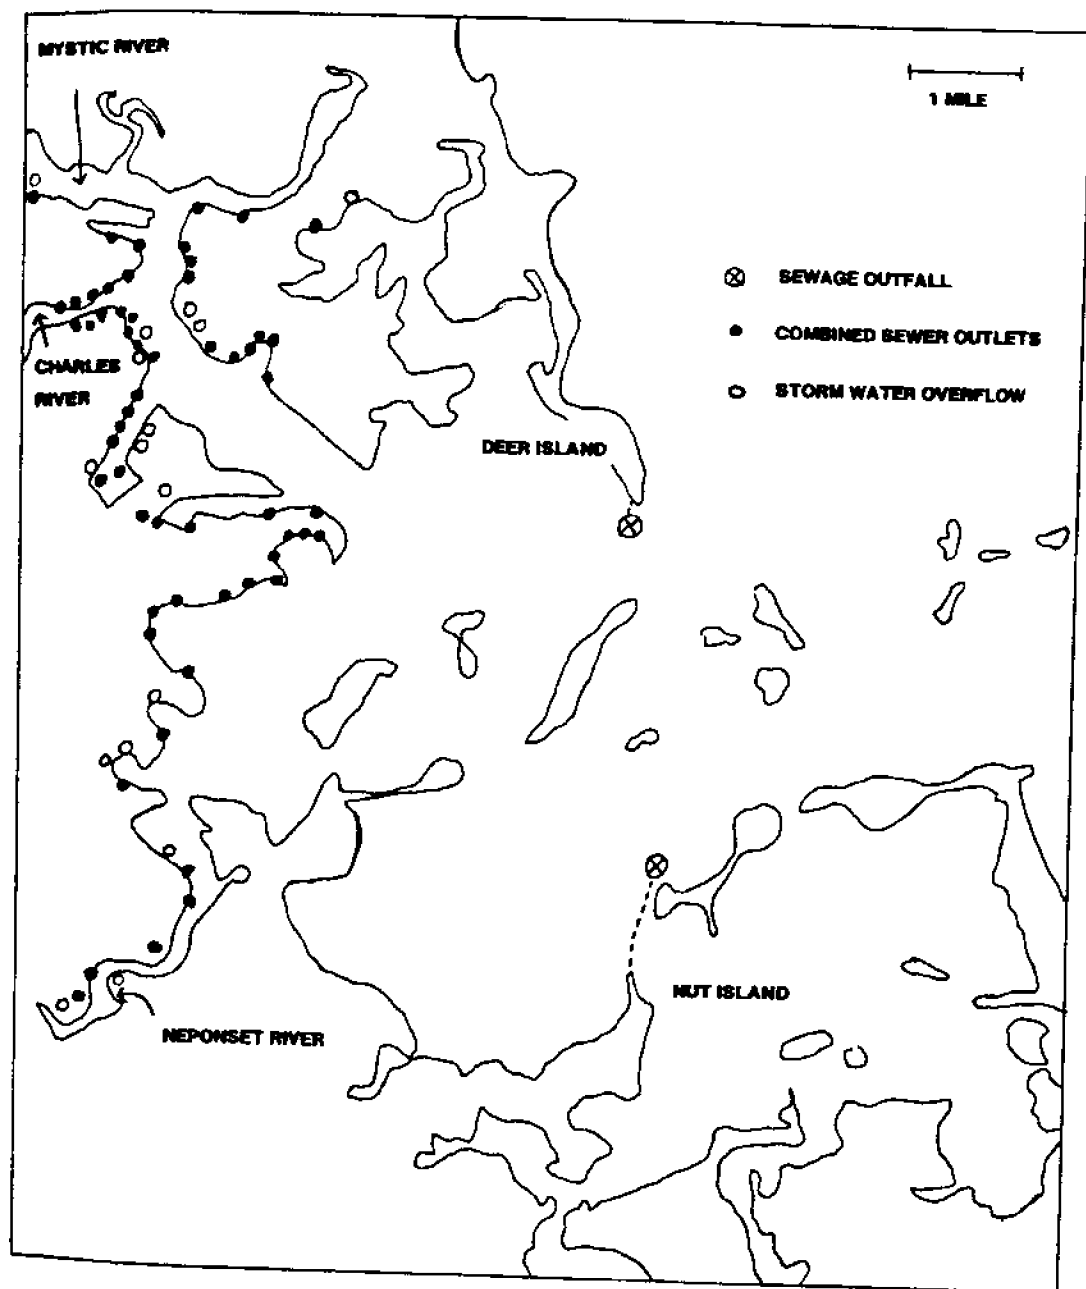 MYSTIC RIVER
1 MILE
SEWAGE OUTFALL
COMBINED SEWER OUTLETS
CHARLES
RIVER
STORM WATER OVERFLOW
DEER ISLAND
NUT ISLAND
NEPONSET RIVER